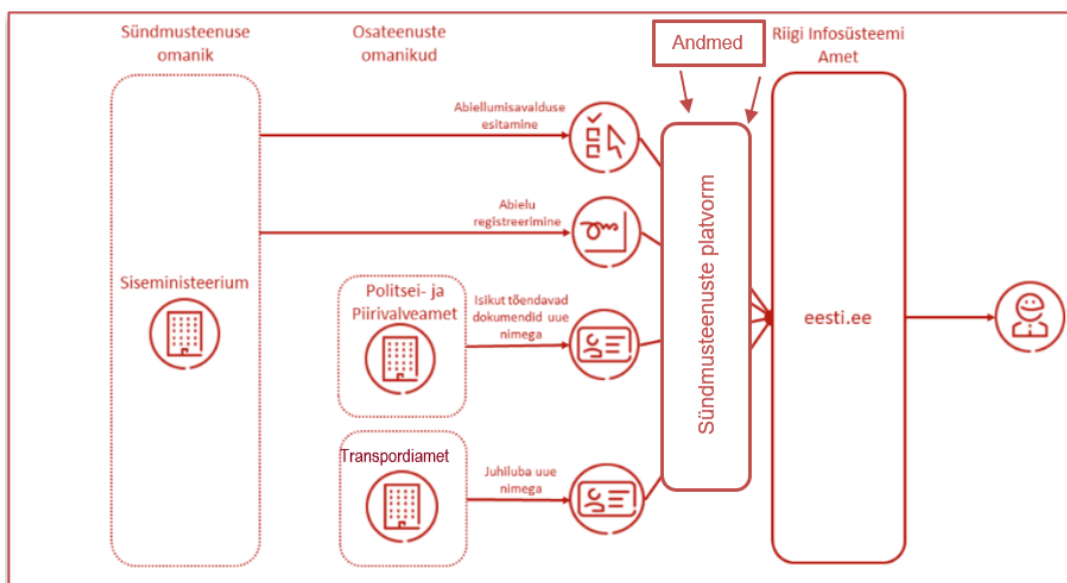 Sündmusteenuse
omanik
Osateenuste
omanikud
Andmed
Riigi Infosüsteemi
Amet
Abiellumisavalduse
esitamine
Abielu
registreerimine
Siseministeerium
Politsei- ja
Piirivalveamet
Isikut tõendavad
dokumendid uue
nimega
Sündmusteenuste platvorm
eesti.ee
Transpordiamet
Juhiluba uue
nimega